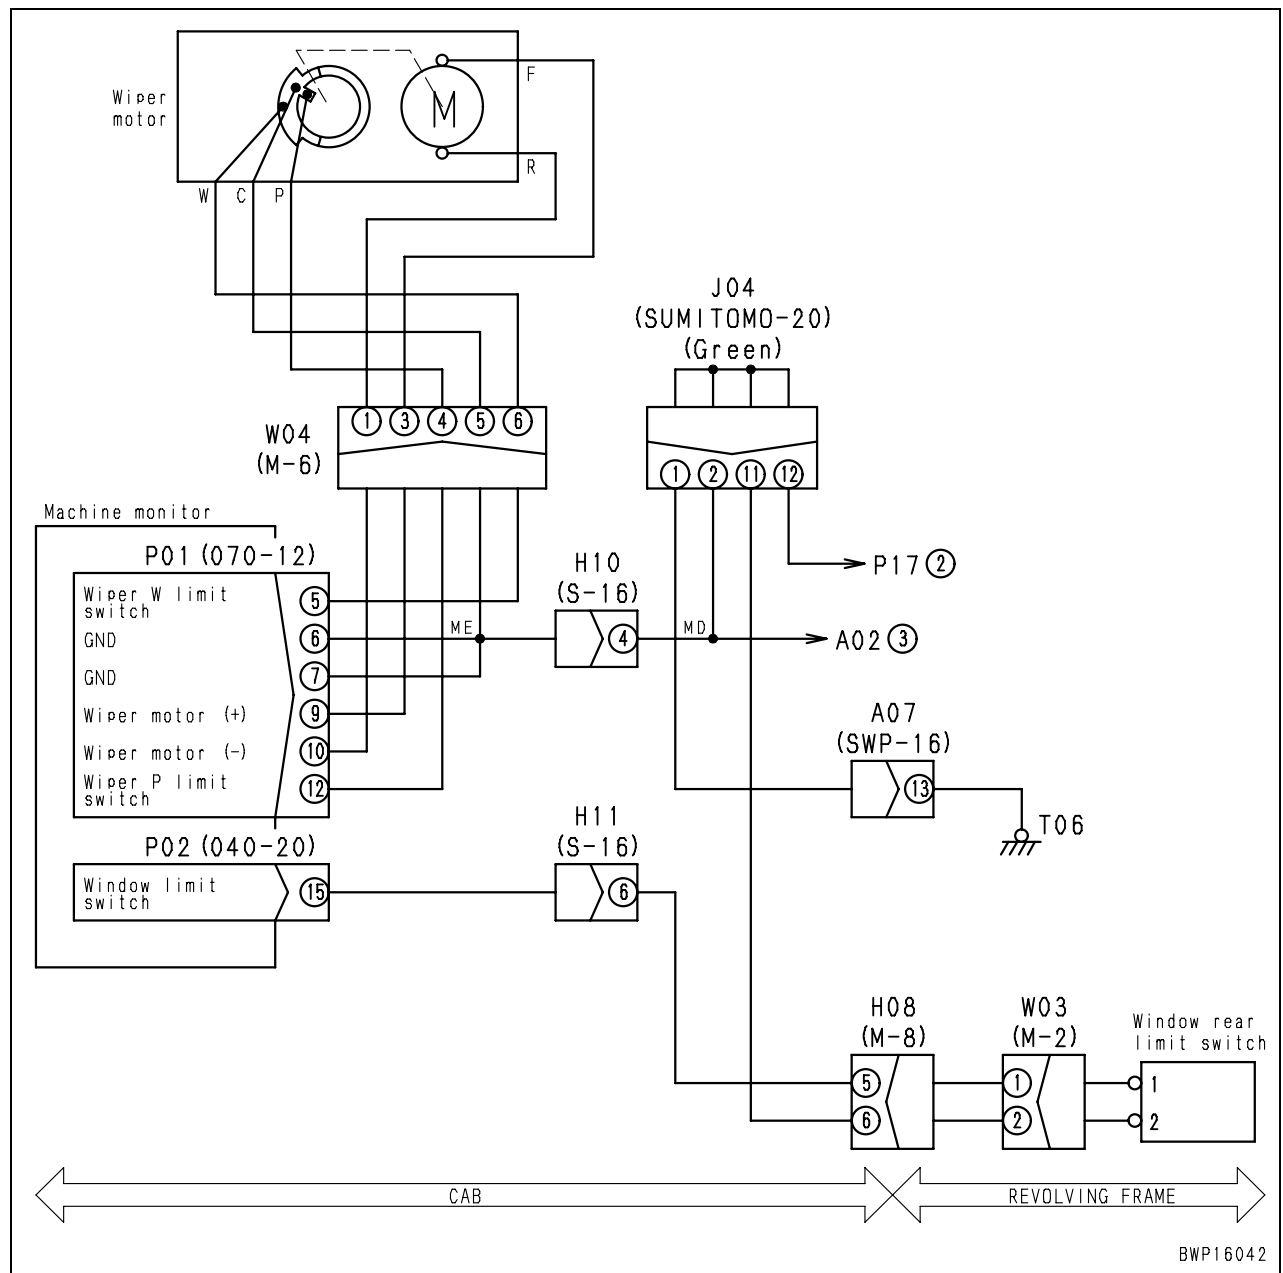 Wiper
motor
M
F
R
W C P
J04
(SUMITOMO-20)
(Green)
W04
(M-6)
1 3 4 5 6
1 2 11 12
Machine monitor
P01 (070-12)
Wiper W limit
switch
5
GND
6
GND
7
Wiper motor (+)
9
Wiper motor (-)
10
Wiper P limit
switch
12
ME
H10
(S-16)
4
MD
P17 2
A02 3
A07
(SWP-16)
13
T06
P02 (040-20)
Window limit
switch
15
H11
(S-16)
6
H08
(M-8)
5
6
W03
(M-2)
1
2
Window rear
limit switch
1
2
CAB
REVOLVING FRAME
BWP16042